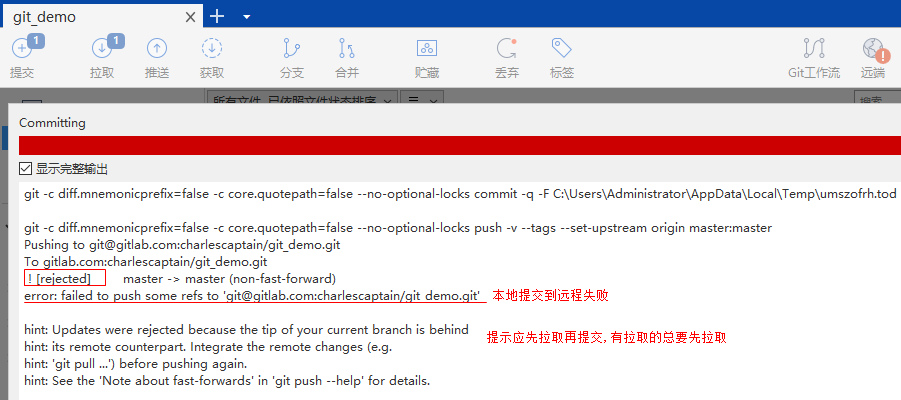 git_demo
1
1
提交
拉取
推送
获取
分支
合并
贮藏
丢弃
标签
Git工作流
远端
所有文件, 已依照文件状态排序
搜索
Committing
显示完整输出
git -c diff.mnemonicprefix=false -c core.quotepath=false --no-optional-locks commit -q -F C:\Users\Administrator\AppData\Local\Temp\umszofrh.tod
git -c diff.mnemonicprefix=false -c core.quotepath=false --no-optional-locks push -v --tags --set-upstream origin master:master
Pushing to git@gitlab.com:charlescaptain/git_demo.git
To gitlab.com:charlescaptain/git_demo.git
! [rejected] master -> master (non-fast-forward)
error: failed to push some refs to 'git@gitlab.com:charlescaptain/git_demo.git' 本地提交到远程失败
hint: Updates were rejected because the tip of your current branch is behind
提示应先拉取再提交, 有拉取的总要先拉取
hint: its remote counterpart. Integrate the remote changes (e.g.
hint: 'git pull ...') before pushing again.
hint: See the 'Note about fast-forwards' in 'git push --help' for details.